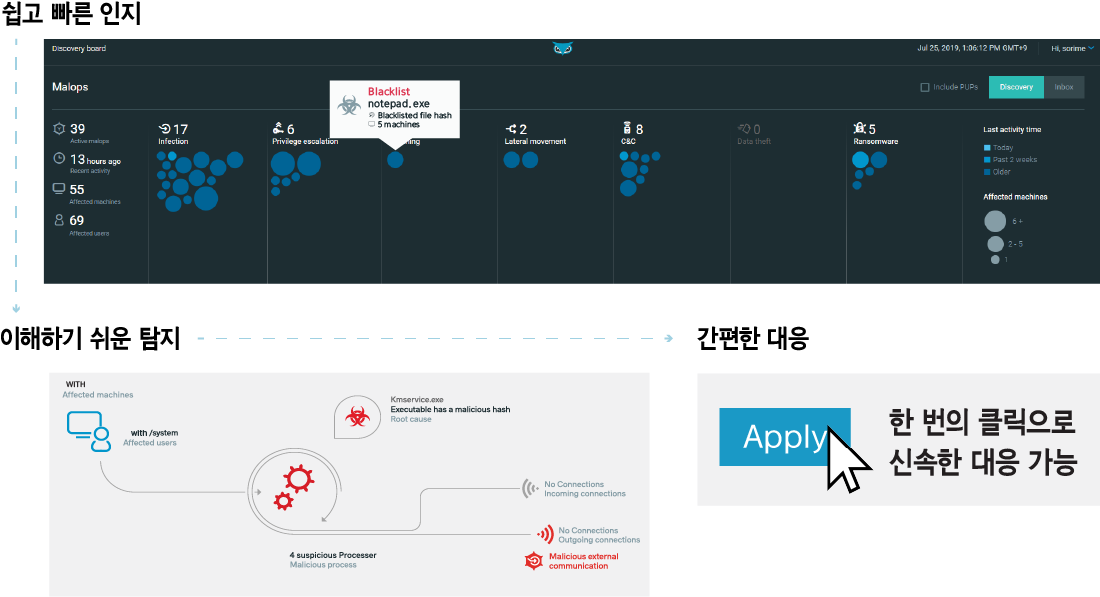 쉽고 빠른 인지
Discovery board
Jul 25, 2019, 1:06:12 PM GMT+9
Hi, sorime
Malops
Include PUPs
Discovery
Inbox
Blacklist
notepad.exe
Blacklisted file hash
5 machines
39
Active malops
13 hours ago
Recent activity
55
Affected machines
69
Affected users
17
Infection
6
Privilege escalation
2
Lateral movement
8
C&C
0
Data theft
5
Ransomware
Last activity time
Today
Past 2 weeks
Older
Affected machines
6 +
2 - 5
1
이해하기 쉬운 탐지
간편한 대응
WITH
Affected machines
with /system
Affected users
Kmservice.exe
Executable has a malicious hash
Root cause
No Connections
Incoming connections
No Connections
Outgoing connections
Malicious external
communication
4 suspicious Processer
Malicious process
Apply
한 번의 클릭으로
신속한 대응 가능